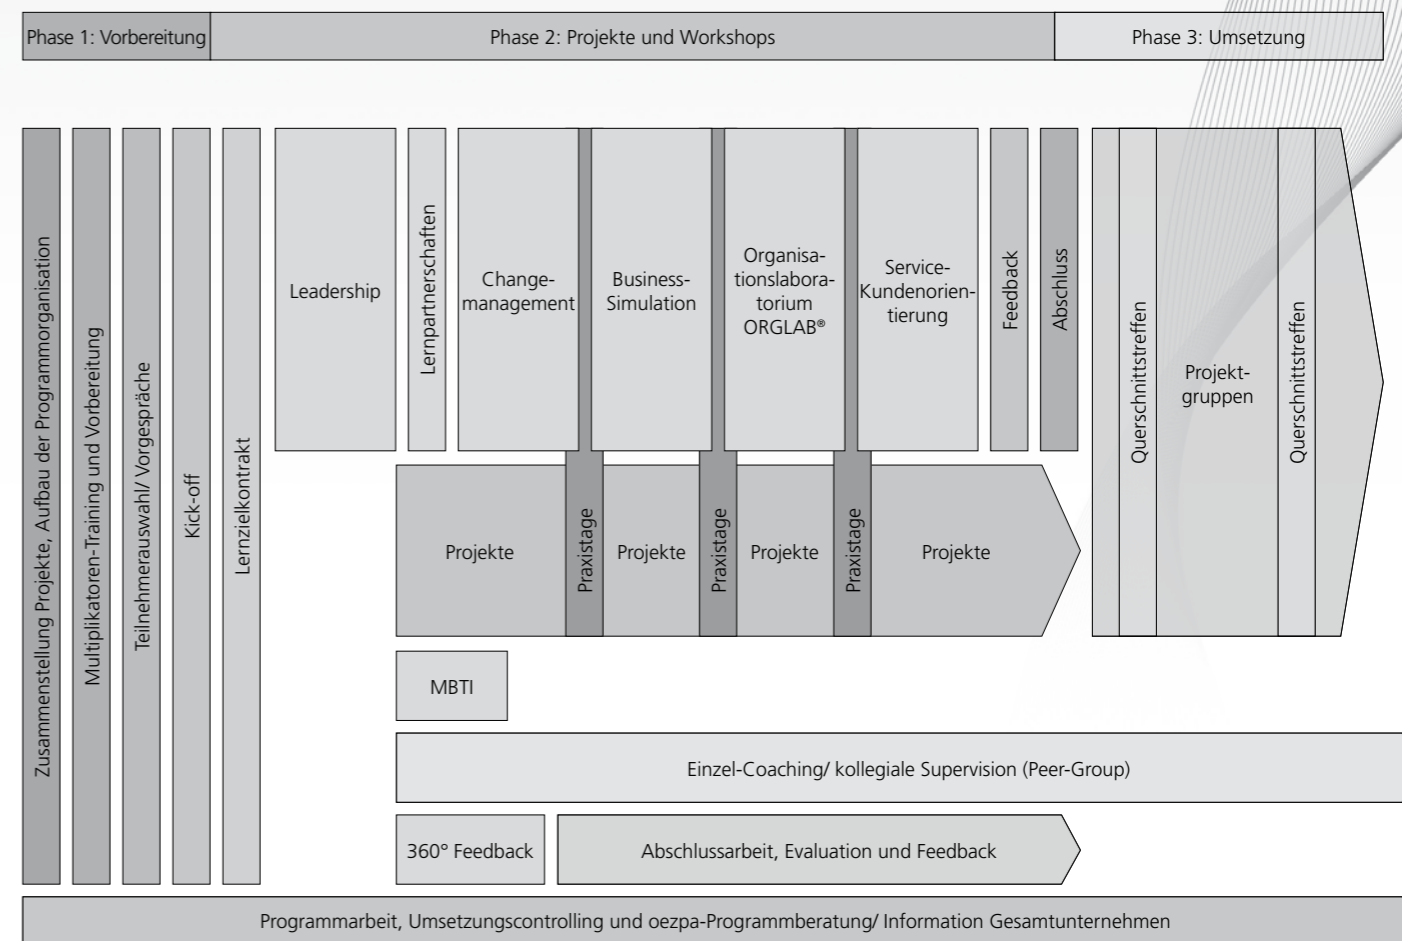 Phase 1: Vorbereitung
Phase 2: Projekte und Workshops
Phase 3: Umsetzung
Zusammenstellung Projekte, Aufbau der Programmorganisation
Multiplikatoren-Training und Vorbereitung
Teilnehmerauswahl/ Vorgespräche
Kick-off
Lernzielkontrakt
Leadership
Lernpartnerschaften
Change-
management
Business-
Simulation
Organisa-
tionslabora-
torium
ORGLAB®
Service-
Kundenorien-
tierung
Feedback
Abschluss
Querschnittstreffen
Projekt-
gruppen
Querschnittstreffen
Projekte
Praxistage
Projekte
Praxistage
Projekte
Praxistage
Projekte
MBTI
Einzel-Coaching/ kollegiale Supervision (Peer-Group)
360° Feedback
Abschlussarbeit, Evaluation und Feedback
Programmarbeit, Umsetzungscontrolling und oezpa-Programmberatung/ Information Gesamtunternehmen